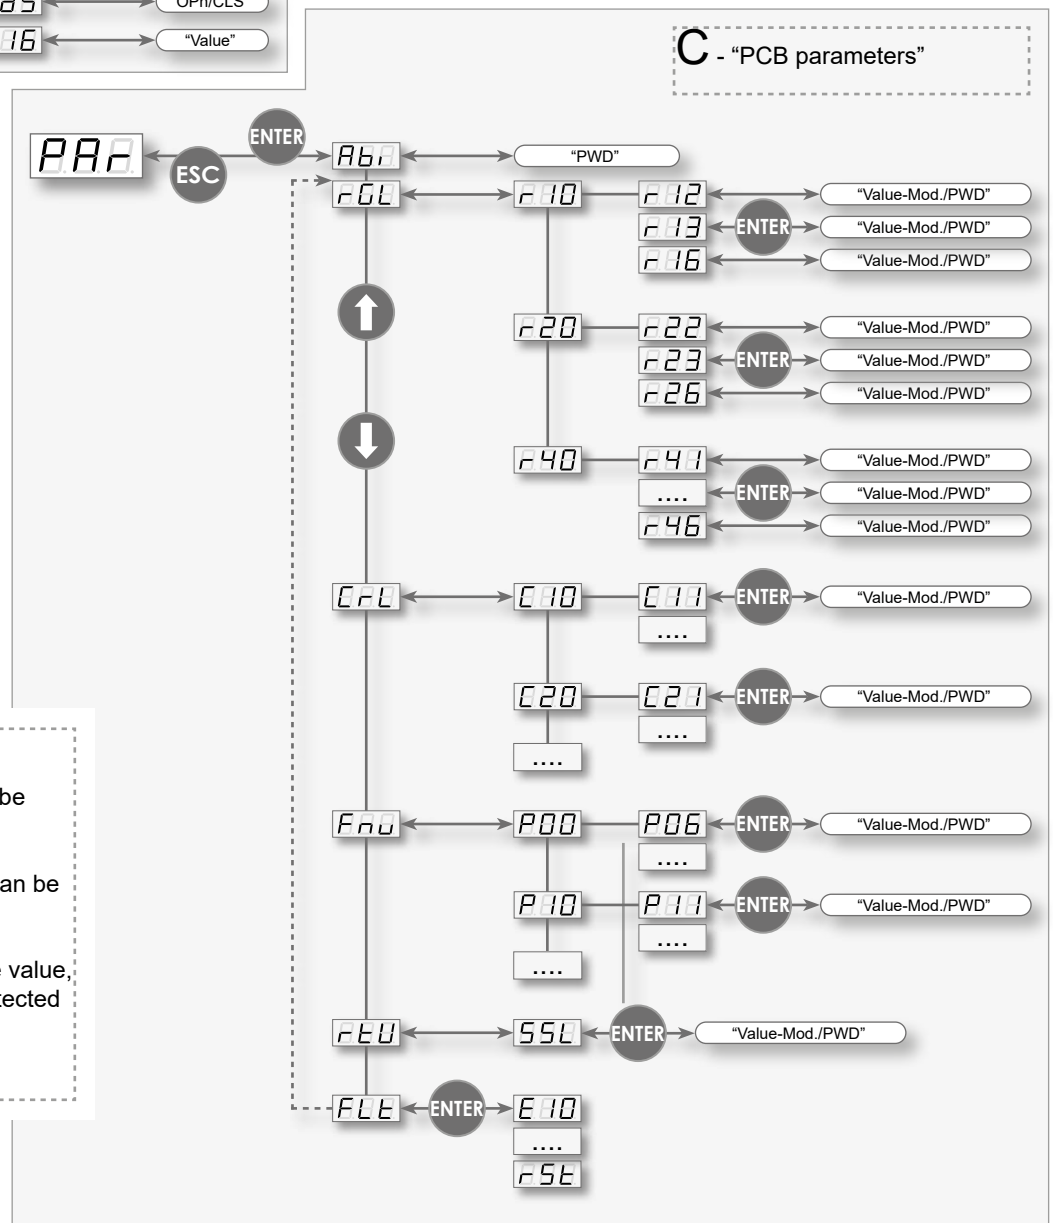 OPh/CLS
16 "Value"
C - “PCB parameters”
PAr
ENTER
ESC
Abi “PWD”
rGL r10 r12 “Value-Mod./PWD”
r13 ENTER “Value-Mod./PWD”
r16 “Value-Mod./PWD”
r20 r22 “Value-Mod./PWD”
r23 ENTER “Value-Mod./PWD”
r26 “Value-Mod./PWD”
r40 r41 “Value-Mod./PWD”
.... ENTER “Value-Mod./PWD”
r46 “Value-Mod./PWD”
CrL C10 C11 ENTER “Value-Mod./PWD”
....
C20 C21 ENTER “Value-Mod./PWD”
....
....
be
Fnu P00 P06 ENTER “Value-Mod./PWD”
....
an be
P10 P11 ENTER “Value-Mod./PWD”
....
....
value,
tected
rtU SSL ENTER “Value-Mod./PWD”
FLt ENTER E10
....
rSt